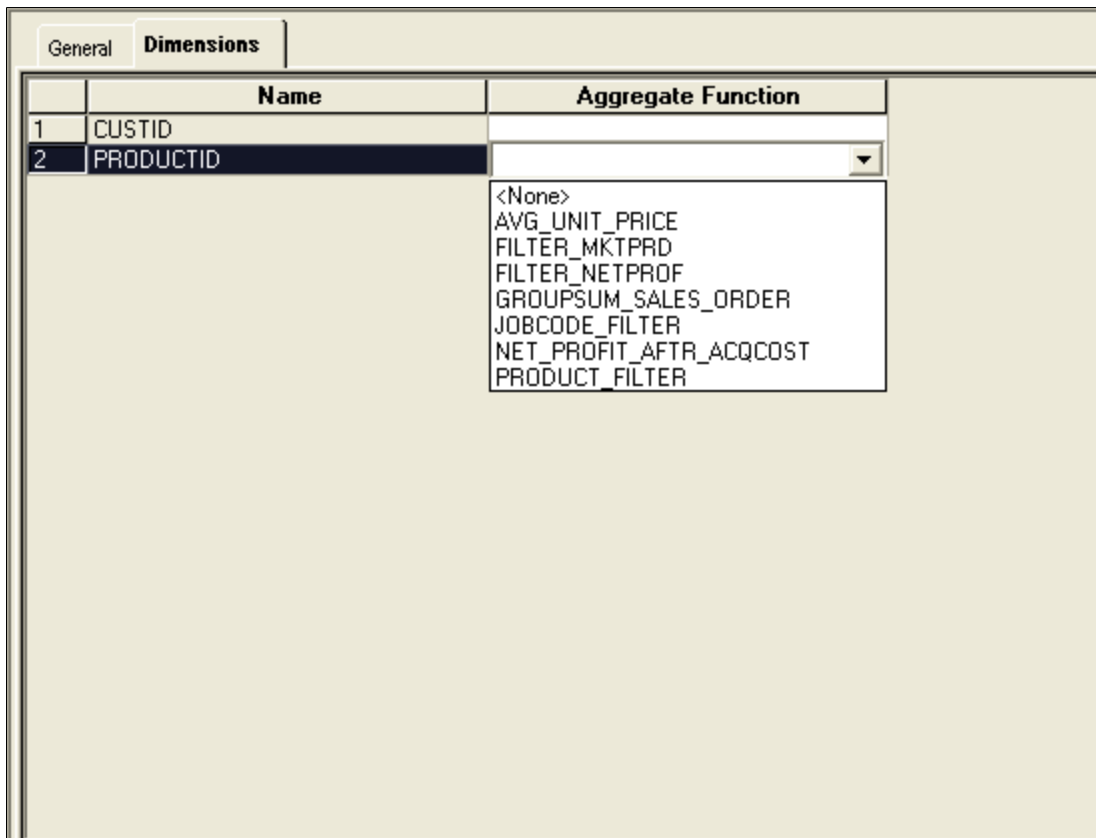 General Dimensions
Name Aggregate Function
1 CUSTID
2 PRODUCTID
<None>
AVG_UNIT_PRICE
FILTER_MKTPRD
FILTER_NETPROF
GROUPSUM_SALES_ORDER
JOBCODE_FILTER
NET_PROFIT_AFTR_ACQCOST
PRODUCT_FILTER